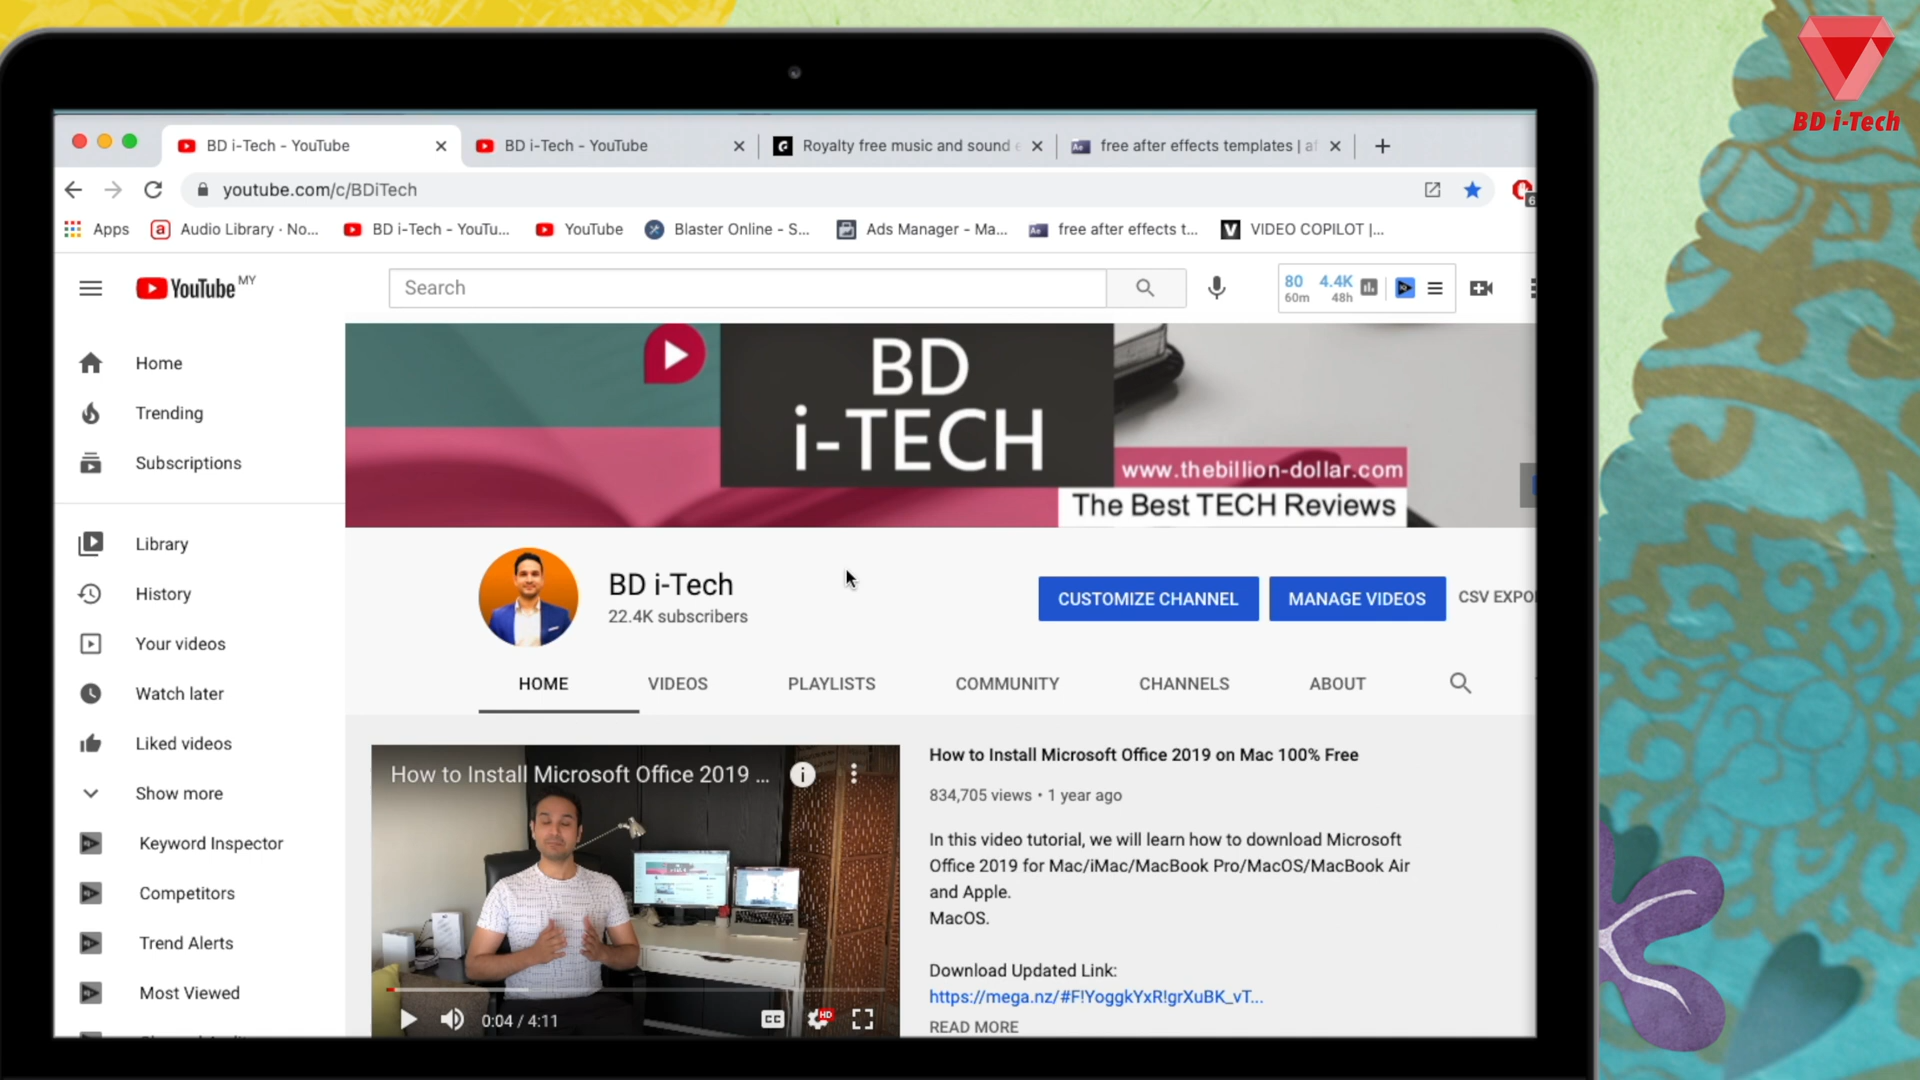 BD i-Tech
BD i-Tech - YouTube
BD i-Tech - YouTube
Royalty free music and sound
free after effects templates | af
youtube.com/c/BDiTech
6
Apps
Audio Library · No...
BD i-Tech - YouTu...
YouTube
Blaster Online - S...
Ads Manager - Ma...
free after effects t...
VIDEO COPILOT |...
YouTube MY
Search
80
60m
4.4K
48h
Home
Trending
Subscriptions
Library
History
Your videos
Watch later
Liked videos
Show more
Keyword Inspector
Competitors
Trend Alerts
Most Viewed
BD
i-TECH
www.thebillion-dollar.com
The Best TECH Reviews
BD i-Tech
22.4K subscribers
CUSTOMIZE CHANNEL
MANAGE VIDEOS
CSV EXPO
HOME
VIDEOS
PLAYLISTS
COMMUNITY
CHANNELS
ABOUT
How to Install Microsoft Office 2019 ...
0:04 / 4:11
CC
HD
How to Install Microsoft Office 2019 on Mac 100% Free
834,705 views • 1 year ago
In this video tutorial, we will learn how to download Microsoft
Office 2019 for Mac/iMac/MacBook Pro/MacOS/MacBook Air
and Apple.
MacOS.
Download Updated Link:
https://mega.nz/#F!YoggkYxR!grXuBK_vT...
READ MORE